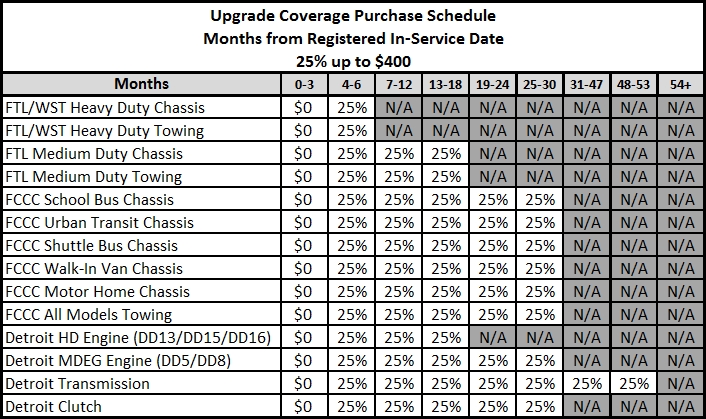 Upgrade Coverage Purchase Schedule
Months from Registered In-Service Date
25% up to $400
Months 0-3 4-6 7-12 13-18 19-24 25-30 31-47 48-53 54+
FTL/WST Heavy Duty Chassis $0 25% N/A N/A N/A N/A N/A N/A N/A
FTL/WST Heavy Duty Towing $0 25% N/A N/A N/A N/A N/A N/A N/A
FTL Medium Duty Chassis $0 25% 25% 25% N/A N/A N/A N/A N/A
FTL Medium Duty Towing $0 25% 25% 25% N/A N/A N/A N/A N/A
FCCC School Bus Chassis $0 25% 25% 25% 25% 25% N/A N/A N/A
FCCC Urban Transit Chassis $0 25% 25% 25% 25% 25% N/A N/A N/A
FCCC Shuttle Bus Chassis $0 25% 25% 25% 25% 25% N/A N/A N/A
FCCC Walk-In Van Chassis $0 25% 25% 25% 25% 25% N/A N/A N/A
FCCC Motor Home Chassis $0 25% 25% 25% 25% 25% N/A N/A N/A
FCCC All Models Towing $0 25% 25% 25% 25% 25% N/A N/A N/A
Detroit HD Engine (DD13/DD15/DD16) $0 25% 25% 25% N/A N/A N/A N/A N/A
Detroit MDEG Engine (DD5/DD8) $0 25% 25% 25% 25% 25% N/A N/A N/A
Detroit Transmission $0 25% 25% 25% 25% 25% 25% 25% N/A
Detroit Clutch $0 25% 25% 25% 25% 25% N/A N/A N/A